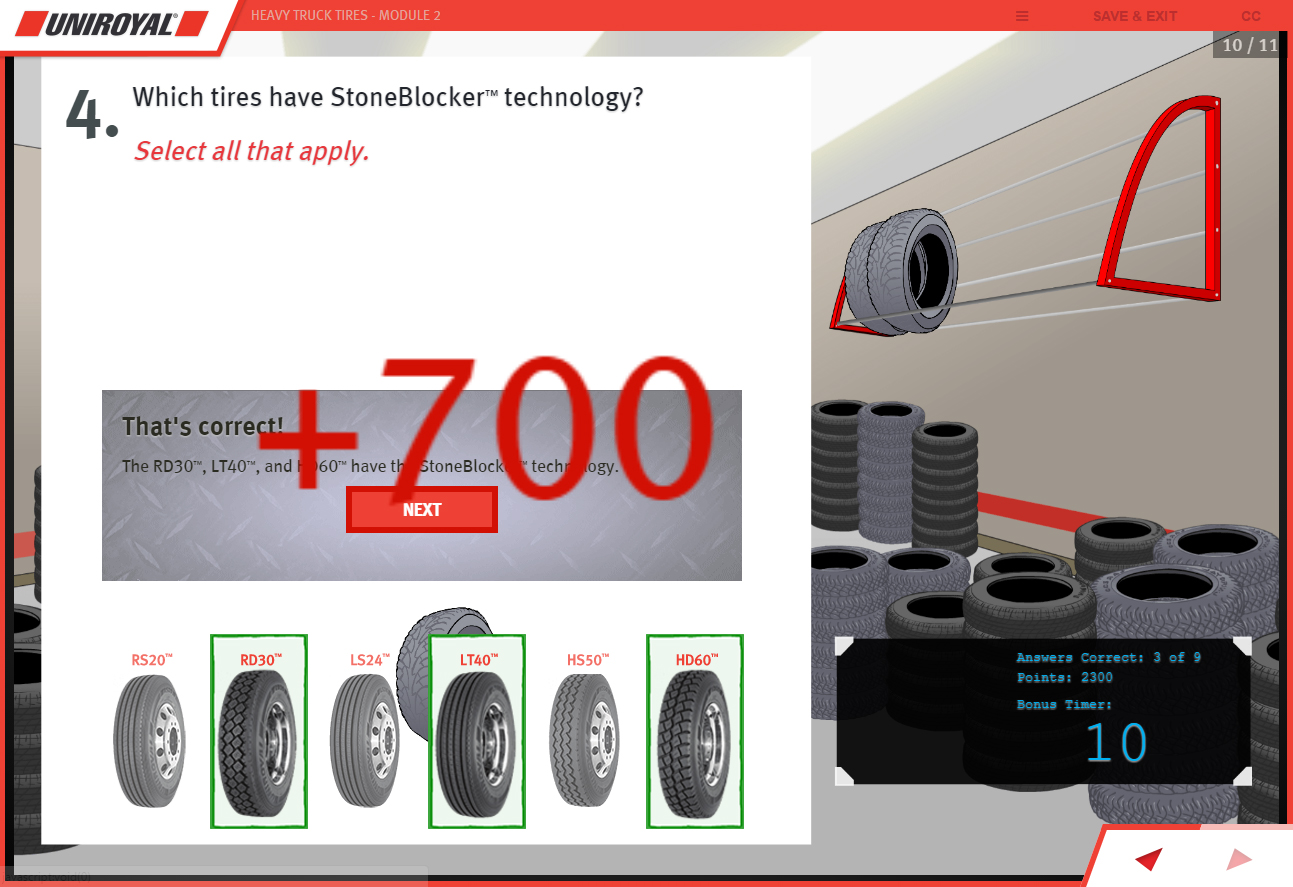 UNIROYAL®
HEAVY TRUCK TIRES - MODULE 2
≡ SAVE & EXIT CC
10 / 11
4. Which tires have StoneBlocker™ technology?
Select all that apply.
+700
That's correct!
The RD30™, LT40™, and HD60™ have the StoneBlocker™ technology.
NEXT
RS20™ RD30™ LS24™ LT40™ HS50™ HD60™
Answers Correct: 3 of 9
Points: 2300
Bonus Timer:
10